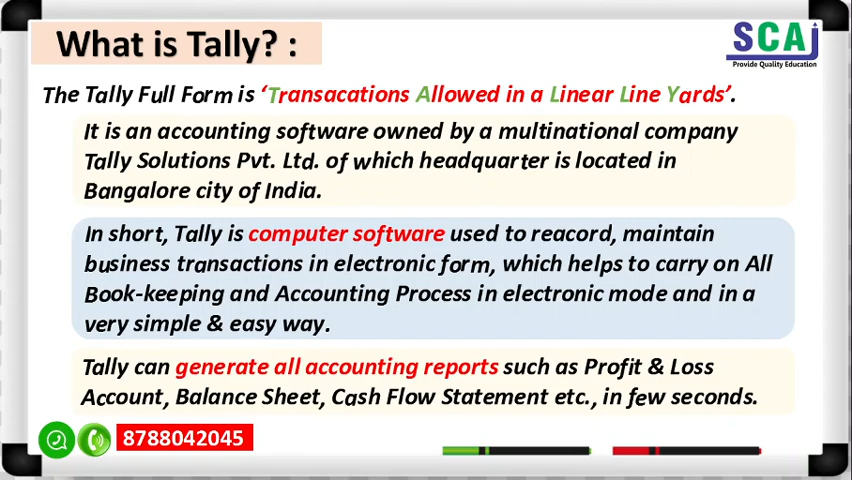 What is Tally? :
SCAJ
Provide Quality Education
The Tally Full Form is ‘Transacations Allowed in a Linear Line Yards’.
It is an accounting software owned by a multinational company
Tally Solutions Pvt. Ltd. of which headquarter is located in
Bangalore city of India.
In short, Tally is computer software used to reacord, maintain
business transactions in electronic form, which helps to carry on All
Book-keeping and Accounting Process in electronic mode and in a
very simple & easy way.
Tally can generate all accounting reports such as Profit & Loss
Account, Balance Sheet, Cash Flow Statement etc., in few seconds.
8788042045